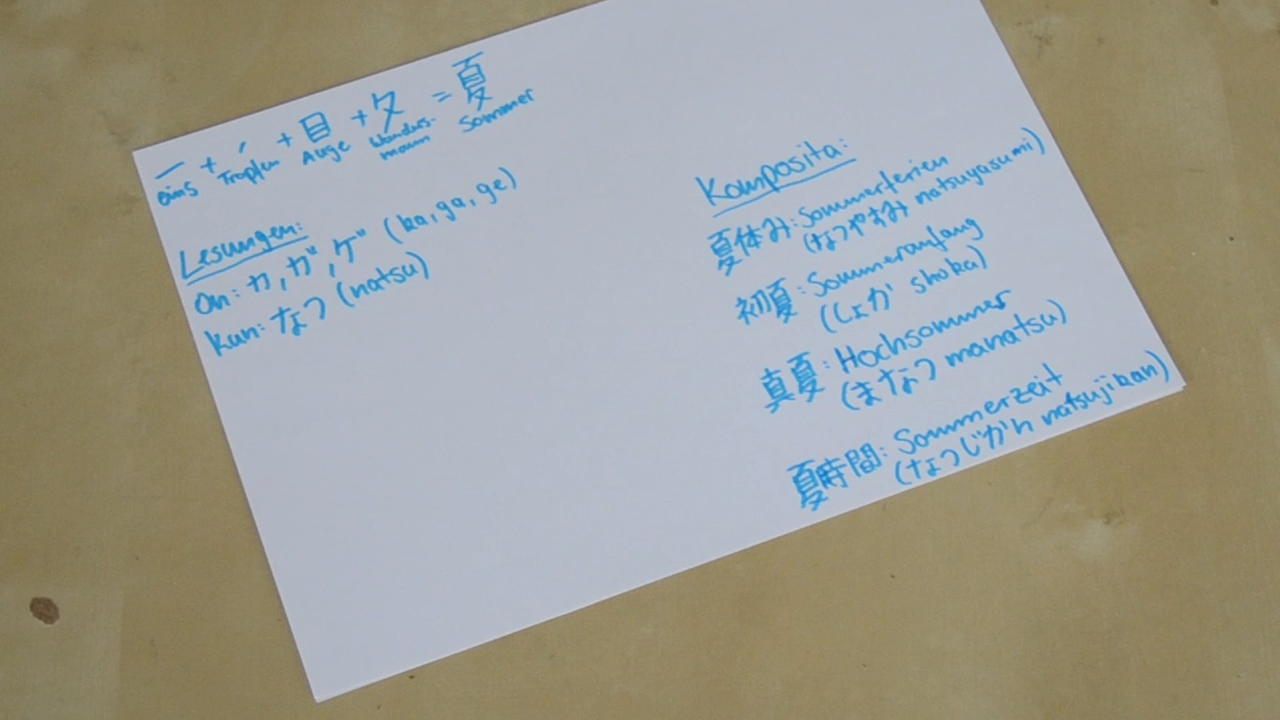 一 + ノ + 目 + 夂 = 夏
eins Tropfen Auge Wanders-mann Sommer
Lesungen:
On: カ, ガ, ゲ (ka, ga, ge)
Kun: なつ (natsu)
Komposita:
夏休み: Sommerferien
(なつやすみ natsuyasumi)
初夏: Sommeranfang
(しょか shoka)
真夏: Hochsommer
(まなつ manatsu)
夏時間: Sommerzeit
(なつじかん natsujikan)